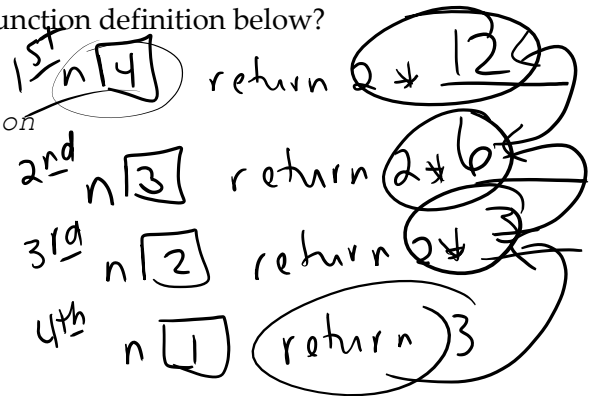 unction definition below?
1st n 4 return 2 * 12
on
2nd n 3 return 2 * 6
3rd n 2 return 2 * 3
4th n 1 return 3